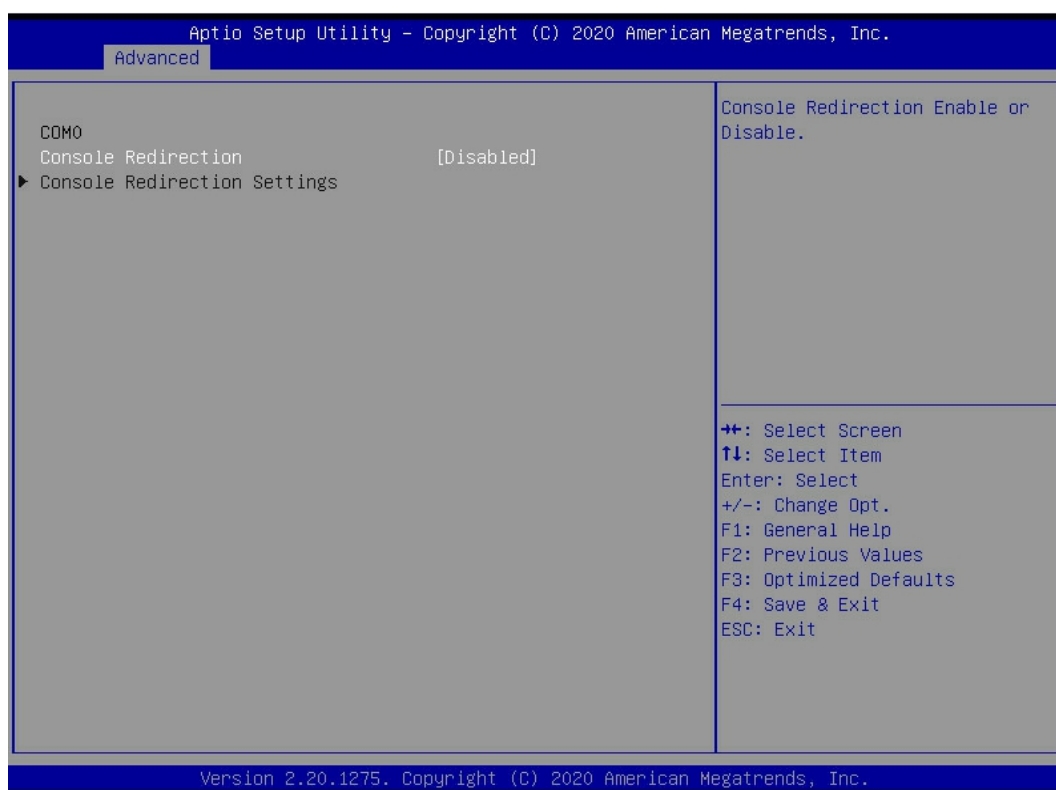 Aptio Setup Utility – Copyright (C) 2020 American Megatrends, Inc.
Advanced
COM0
Console Redirection [Disabled]
▶ Console Redirection Settings
Console Redirection Enable or
Disable.
→←: Select Screen
↑↓: Select Item
Enter: Select
+/-: Change Opt.
F1: General Help
F2: Previous Values
F3: Optimized Defaults
F4: Save & Exit
ESC: Exit
Version 2.20.1275. Copyright (C) 2020 American Megatrends, Inc.